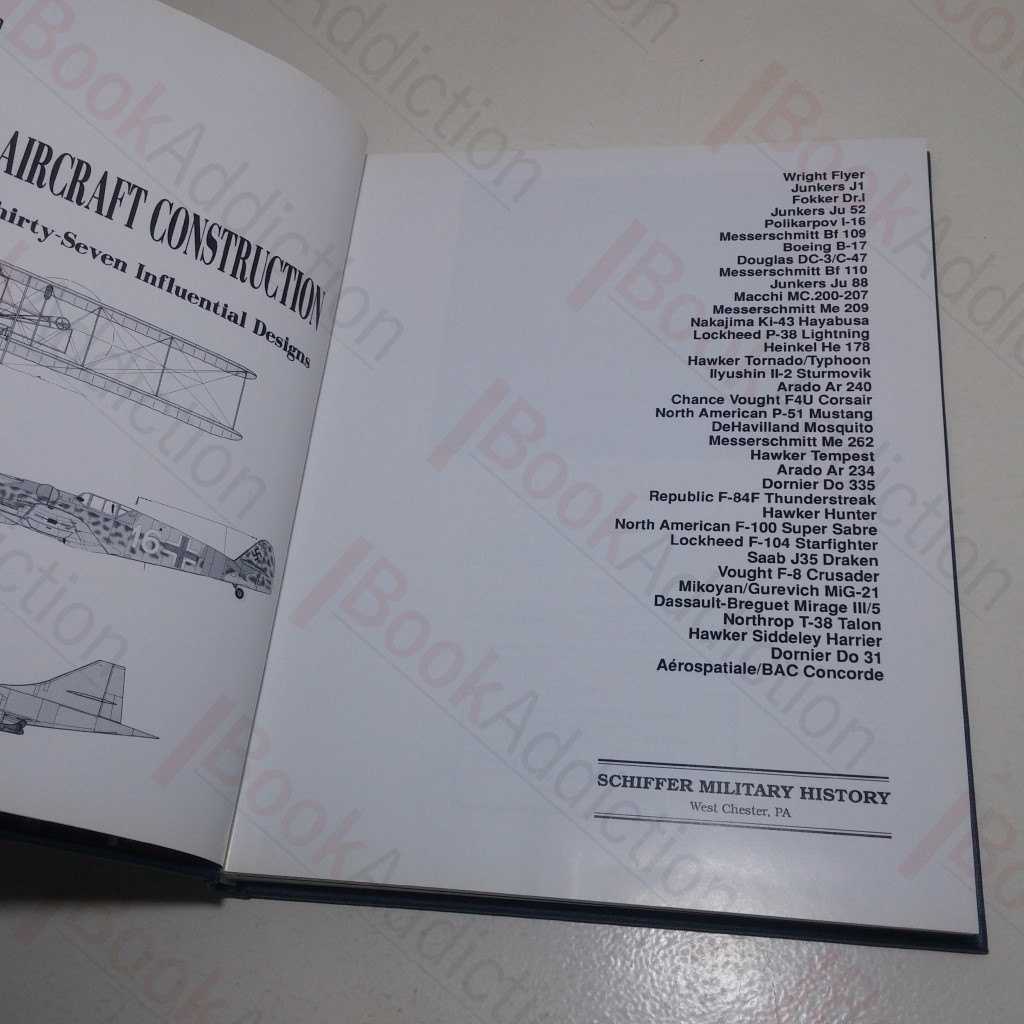 AIRCRAFT CONSTRUCTION
Thirty-Seven Influential Designs
16
Wright Flyer
Junkers J1
Fokker Dr.I
Junkers Ju 52
Polikarpov I-16
Messerschmitt Bf 109
Boeing B-17
Douglas DC-3/C-47
Messerschmitt Bf 110
Junkers Ju 88
Macchi MC.200-207
Messerschmitt Me 209
Nakajima Ki-43 Hayabusa
Lockheed P-38 Lightning
Heinkel He 178
Hawker Tornado/Typhoon
Ilyushin Il-2 Sturmovik
Arado Ar 240
Chance Vought F4U Corsair
North American P-51 Mustang
DeHavilland Mosquito
Messerschmitt Me 262
Hawker Tempest
Arado Ar 234
Dornier Do 335
Republic F-84F Thunderstreak
Hawker Hunter
North American F-100 Super Sabre
Lockheed F-104 Starfighter
Saab J35 Draken
Vought F-8 Crusader
Mikoyan/Gurevich MiG-21
Dassault-Breguet Mirage III/5
Northrop T-38 Talon
Hawker Siddeley Harrier
Dornier Do 31
Aérospatiale/BAC Concorde
SCHIFFER MILITARY HISTORY
West Chester, PA
BookAddiction